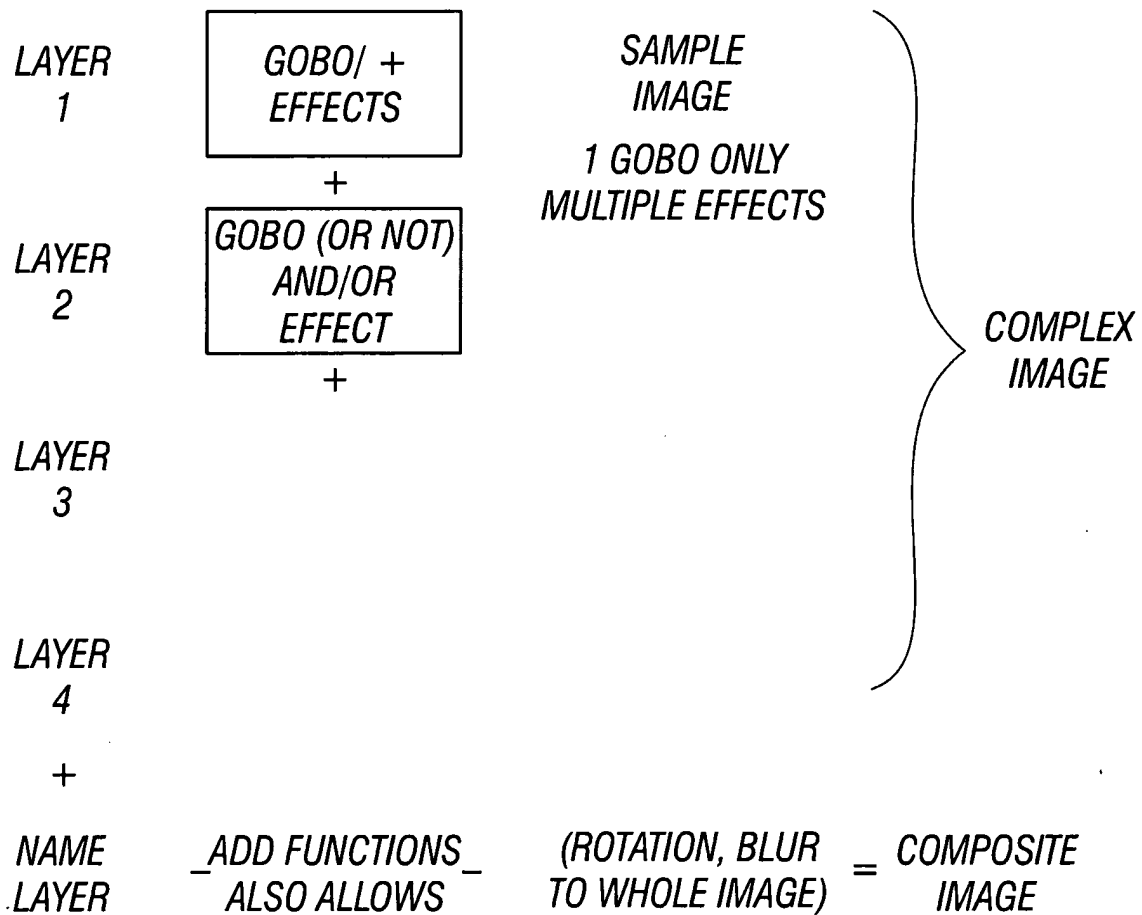 LAYER
1
GOBO/ +
EFFECTS
SAMPLE
IMAGE
1 GOBO ONLY
MULTIPLE EFFECTS
+
LAYER
2
GOBO (OR NOT)
AND/OR
EFFECT
+
COMPLEX
IMAGE
LAYER
3
LAYER
4
+
NAME
LAYER
_ADD FUNCTIONS_
ALSO ALLOWS
(ROTATION, BLUR
TO WHOLE IMAGE)
=
COMPOSITE
IMAGE